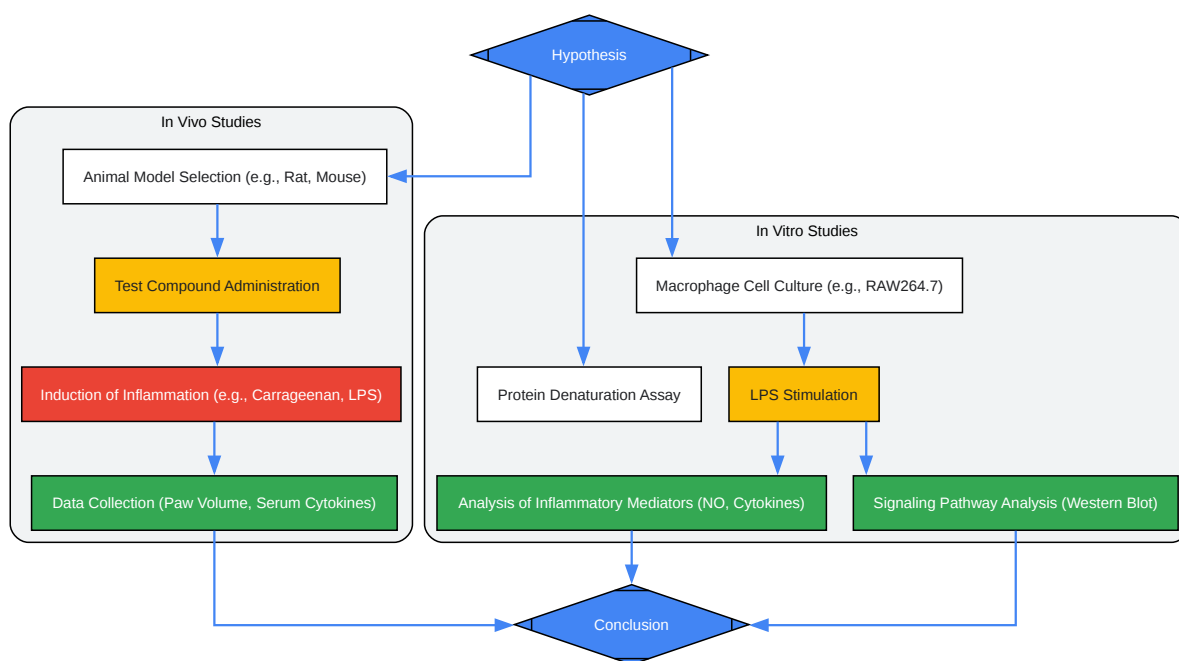 Hypothesis
In Vivo Studies
Animal Model Selection (e.g., Rat, Mouse)
Test Compound Administration
Induction of Inflammation (e.g., Carrageenan, LPS)
Data Collection (Paw Volume, Serum Cytokines)
In Vitro Studies
Macrophage Cell Culture (e.g., RAW264.7)
Protein Denaturation Assay
LPS Stimulation
Analysis of Inflammatory Mediators (NO, Cytokines)
Signaling Pathway Analysis (Western Blot)
Conclusion